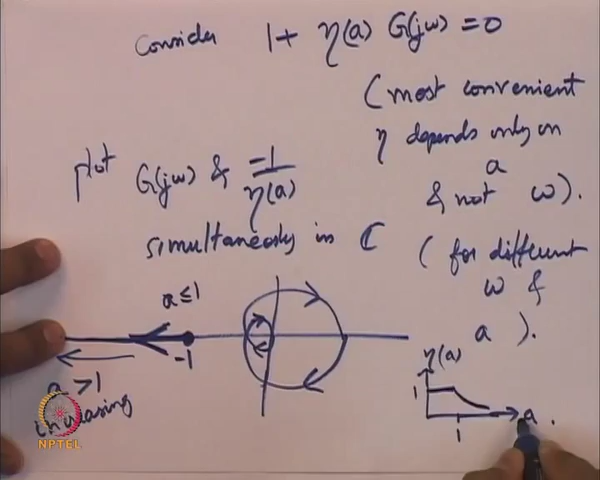 Consider 1 + η(a) G(jω) = 0
(most convenient
η depends only on
a
& not ω).
plot G(jω) & -1/η(a)
simultaneosly in ℂ
(for different
ω &
a).
a ≤ 1
-1
a > 1
increasing
η(a)
1
1
a.
NPTEL